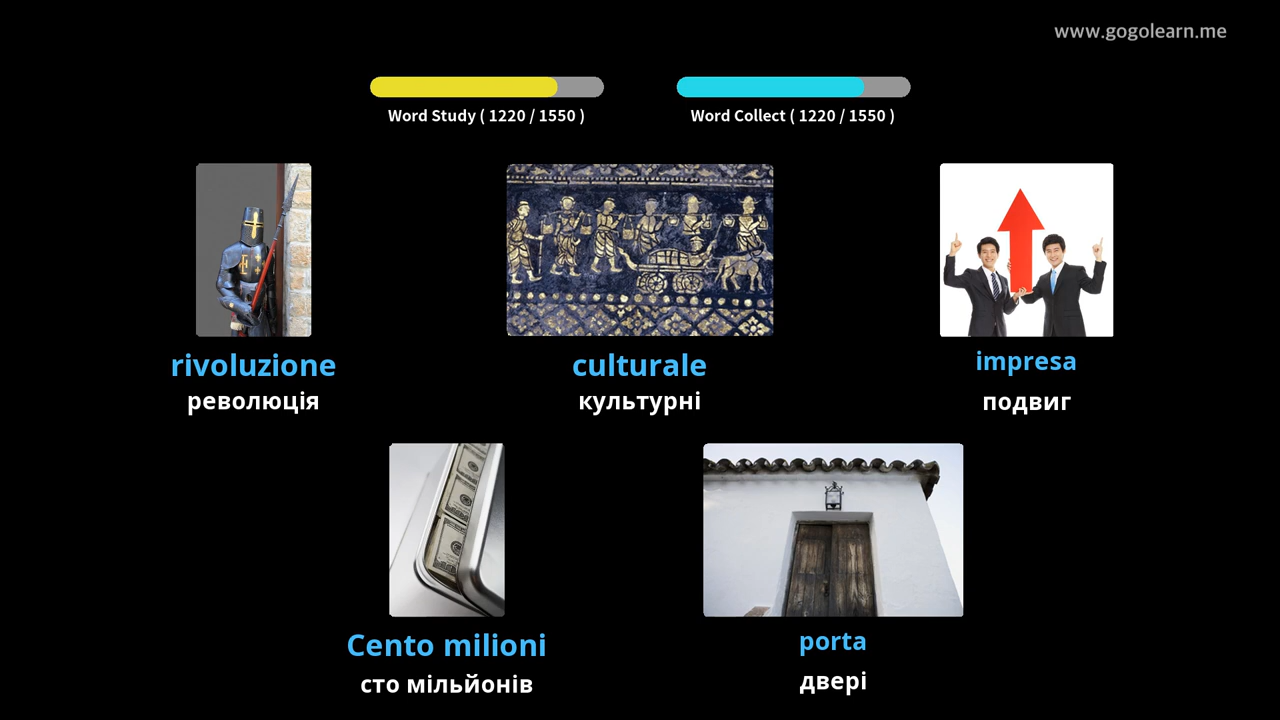 www.gogolearn.me
Word Study ( 1220 / 1550 )
Word Collect ( 1220 / 1550 )
rivoluzione
революція
culturale
культурні
impresa
подвиг
Cento milioni
сто мільйонів
porta
двері